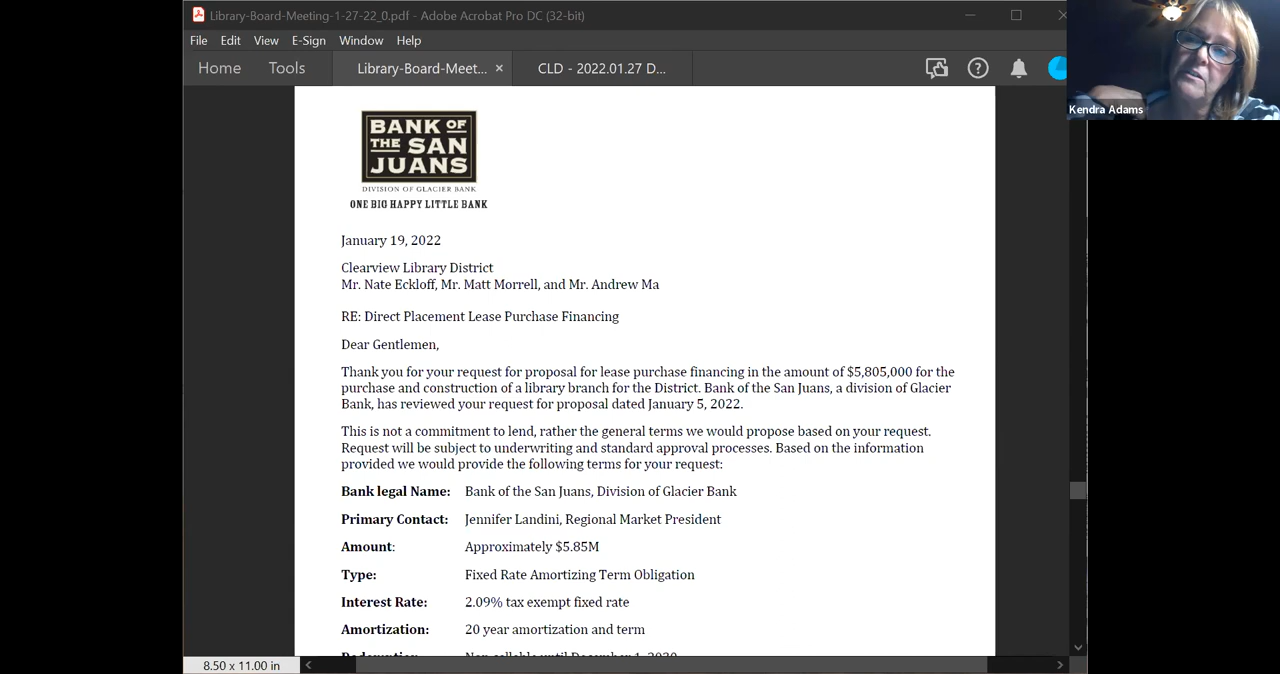 Library-Board-Meeting-1-27-22_0.pdf - Adobe Acrobat Pro DC (32-bit)
File Edit View E-Sign Window Help
Home Tools Library-Board-Meet... × CLD - 2022.01.27 D...
Kendra Adams
BANK OF
THE SAN
JUANS
DIVISION OF GLACIER BANK
ONE BIG HAPPY LITTLE BANK
January 19, 2022
Clearview Library District
Mr. Nate Eckloff, Mr. Matt Morrell, and Mr. Andrew Ma
RE: Direct Placement Lease Purchase Financing
Dear Gentlemen,
Thank you for your request for proposal for lease purchase financing in the amount of $5,805,000 for the
purchase and construction of a library branch for the District. Bank of the San Juans, a division of Glacier
Bank, has reviewed your request for proposal dated January 5, 2022.
This is not a commitment to lend, rather the general terms we would propose based on your request.
Request will be subject to underwriting and standard approval processes. Based on the information
provided we would provide the following terms for your request:
Bank legal Name: Bank of the San Juans, Division of Glacier Bank
Primary Contact: Jennifer Landini, Regional Market President
Amount: Approximately $5.85M
Type: Fixed Rate Amortizing Term Obligation
Interest Rate: 2.09% tax exempt fixed rate
Amortization: 20 year amortization and term
8.50 x 11.00 in